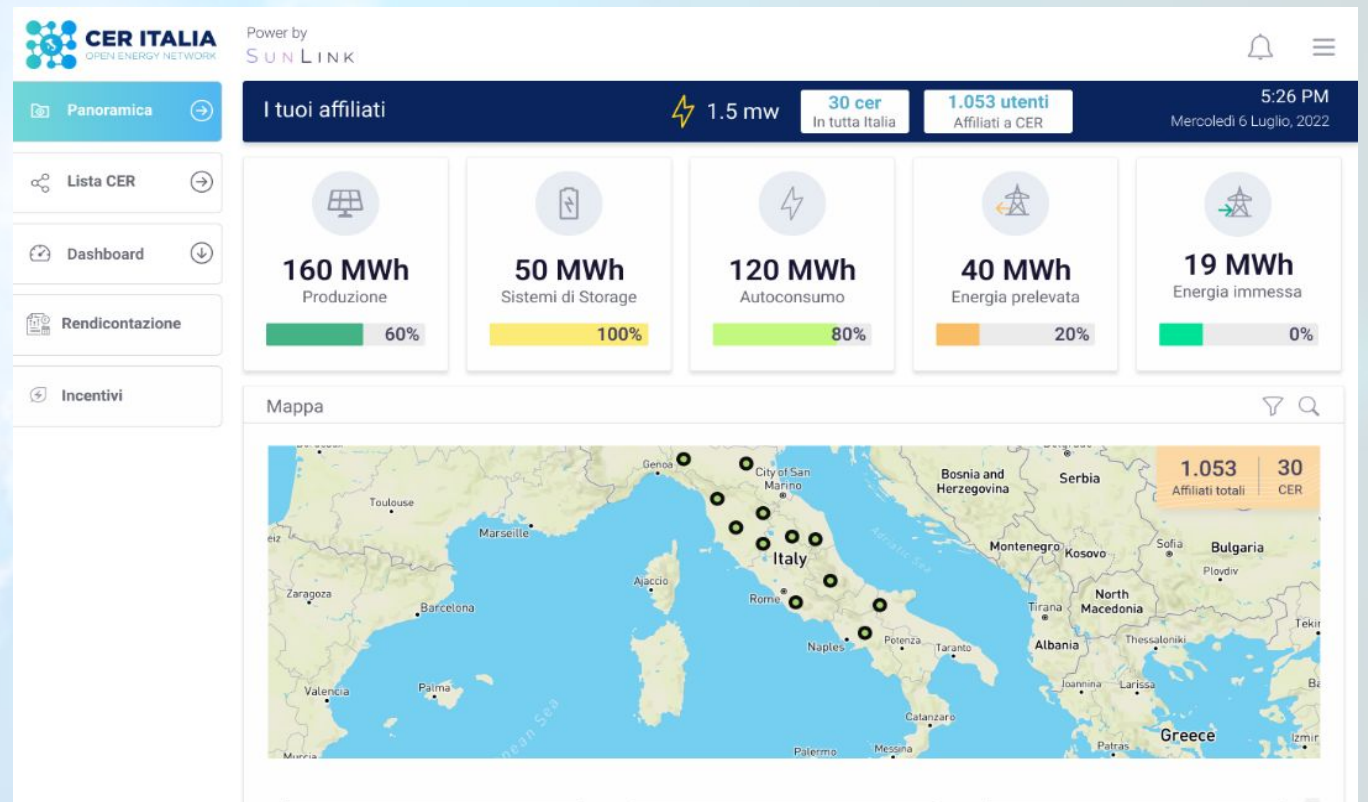 CER ITALIA
OPEN ENERGY NETWORK
Power by
SUNLINK
Panoramica
Lista CER
Dashboard
Rendicontazione
Incentivi
I tuoi affiliati
1.5 mw
30 cer
In tutta Italia
1.053 utenti
Affiliati a CER
5:26 PM
Mercoledì 6 Luglio, 2022
160 MWh
Produzione
60%
50 MWh
Sistemi di Storage
100%
120 MWh
Autoconsumo
80%
40 MWh
Energia prelevata
20%
19 MWh
Energia immessa
0%
Mappa
1.053
Affiliati totali
30
CER
Genoa
City of San
Marino
Bosnia and
Herzegovina
Serbia
Toulouse
Marseille
Adriatic Sea
Montenegro
Kosovo
Sofia
Bulgaria
Plovdiv
Italy
Ajaccio
Zaragoza
Barcelona
Rome
North
Macedonia
Tirana
Naples
Potenza
Taranto
Albania
Thessaloniki
Valencia
Palma
Ioannina
Larissa
Catanzaro
Greece
Izmir
Palermo
Messina
Patras